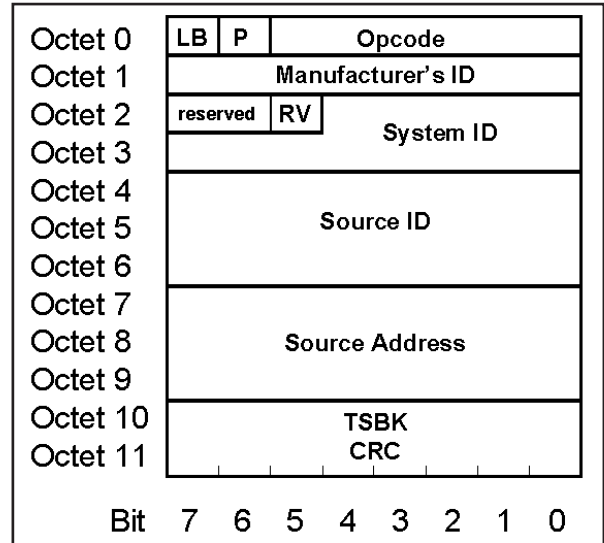 Octet 0 LB P Opcode
Octet 1 Manufacturer's ID
Octet 2 reserved RV
System ID
Octet 3
Octet 4
Octet 5 Source ID
Octet 6
Octet 7
Octet 8 Source Address
Octet 9
Octet 10 TSBK
Octet 11 CRC
Bit 7 6 5 4 3 2 1 0